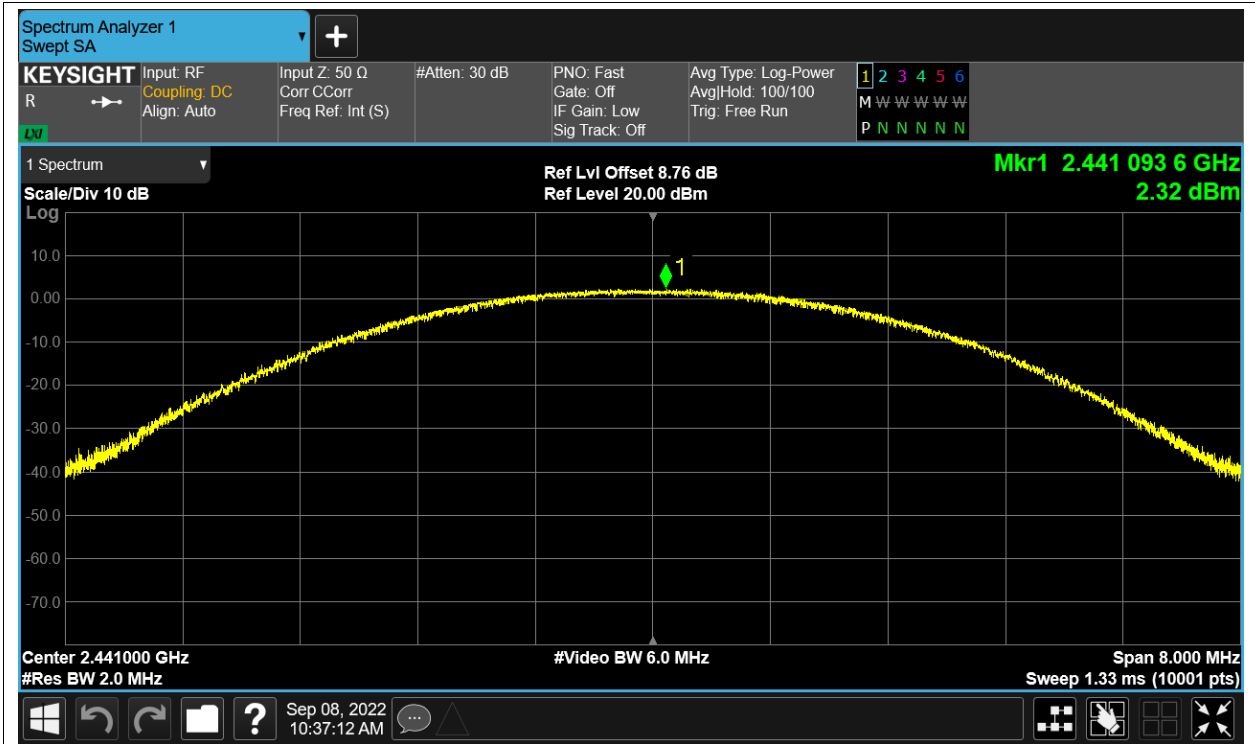 Spectrum Analyzer 1
Swept SA
KEYSIGHT
R
LXI
Input: RF
Coupling: DC
Align: Auto
Input Z: 50 Ω
Corr CCorr
Freq Ref: Int (S)
#Atten: 30 dB
PNO: Fast
Gate: Off
IF Gain: Low
Sig Track: Off
Avg Type: Log-Power
Avg|Hold: 100/100
Trig: Free Run
1 2 3 4 5 6
M W W W W W
P N N N N N
1 Spectrum
Scale/Div 10 dB
Log
Ref Lvl Offset 8.76 dB
Ref Level 20.00 dBm
Mkr1 2.441 093 6 GHz
2.32 dBm
1
10.0
0.00
-10.0
-20.0
-30.0
-40.0
-50.0
-60.0
-70.0
Center 2.441000 GHz
#Video BW 6.0 MHz
Span 8.000 MHz
#Res BW 2.0 MHz
Sweep 1.33 ms (10001 pts)
?
Sep 08, 2022
10:37:12 AM